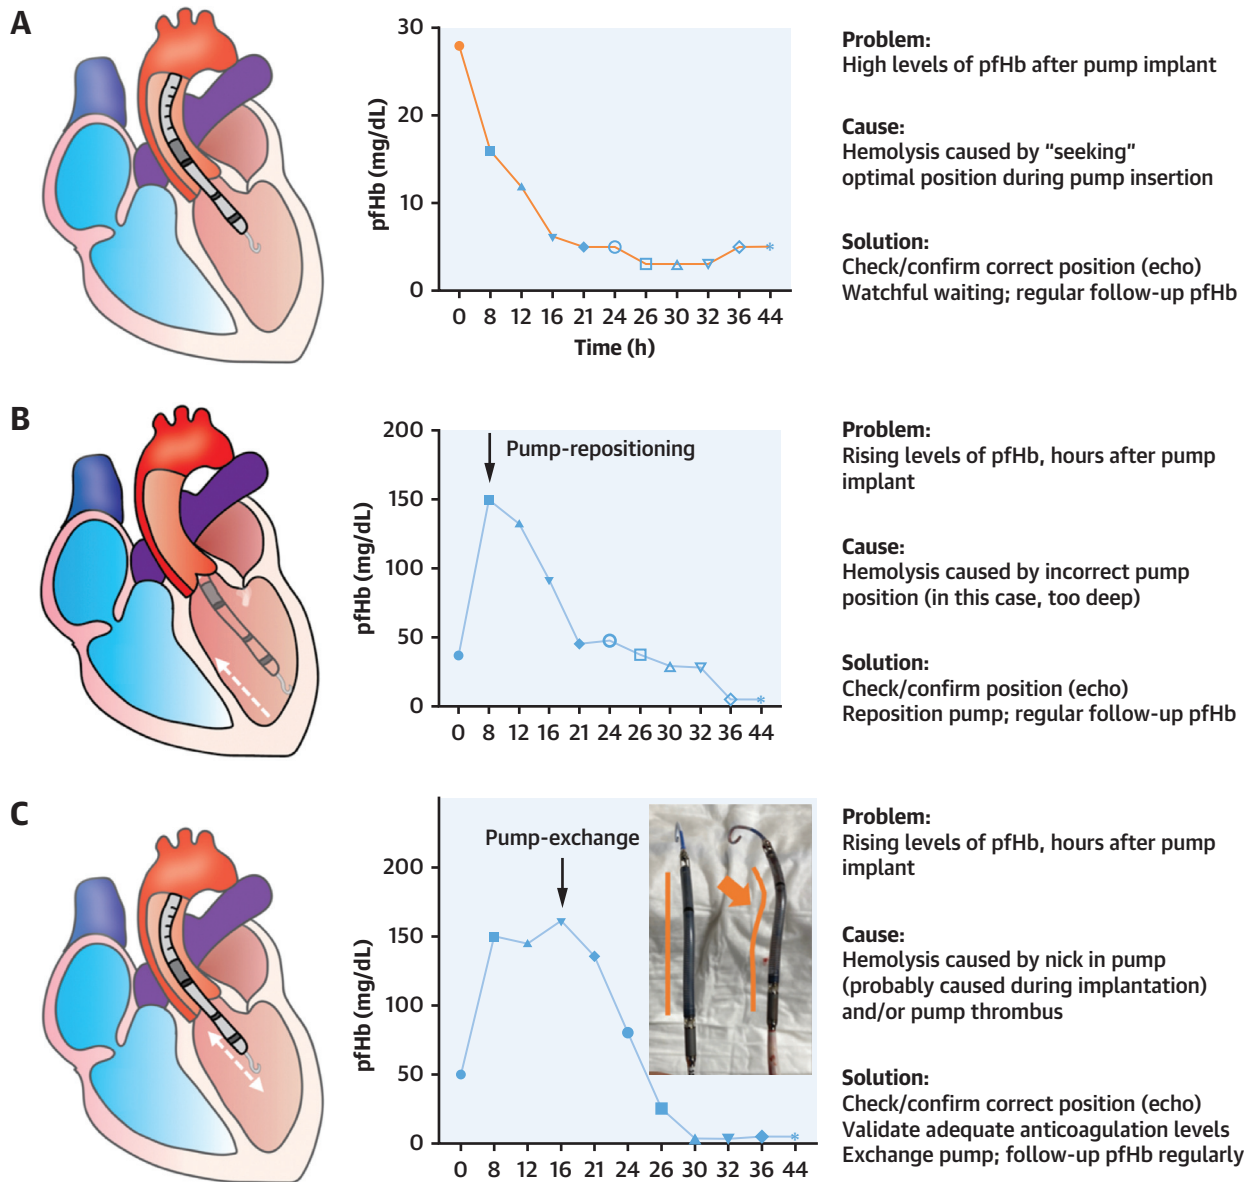 A
30
20
10
0
pfHb (mg/dL)
0 8 12 16 21 24 26 30 32 36 44
Time (h)
Problem:
High levels of pfHb after pump implant
Cause:
Hemolysis caused by “seeking”
optimal position during pump insertion
Solution:
Check/confirm correct position (echo)
Watchful waiting; regular follow-up pfHb
B
200
150
100
50
0
pfHb (mg/dL)
Pump-repositioning
0 8 12 16 21 24 26 30 32 36 44
Problem:
Rising levels of pfHb, hours after pump
implant
Cause:
Hemolysis caused by incorrect pump
position (in this case, too deep)
Solution:
Check/confirm position (echo)
Reposition pump; regular follow-up pfHb
C
200
150
100
50
0
pfHb (mg/dL)
Pump-exchange
0 8 12 16 21 24 26 30 32 36 44
Problem:
Rising levels of pfHb, hours after pump
implant
Cause:
Hemolysis caused by nick in pump
(probably caused during implantation)
and/or pump thrombus
Solution:
Check/confirm correct position (echo)
Validate adequate anticoagulation levels
Exchange pump; follow-up pfHb regularly